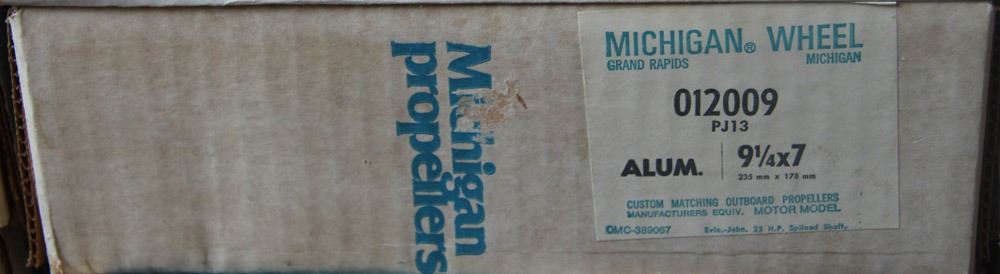 Michigan
propellers
MICHIGAN® WHEEL
GRAND RAPIDS MICHIGAN
012009
PJ13
ALUM. 9¼x7
235 mm x 178 mm
CUSTOM MATCHING OUTBOARD PROPELLERS
MANUFACTURERS EQUIV. MOTOR MODEL
OMC-389067 Evin.-John. 25 H.P. Splined Shaft.